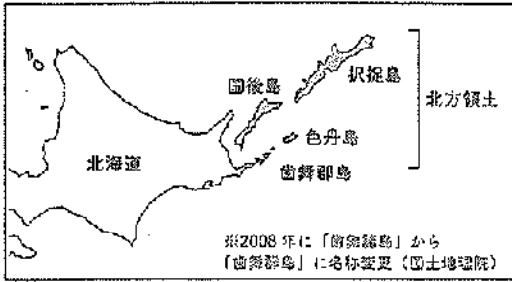 択捉島
国後島
北方領土
色丹島
北海道
歯舞群島
※2008年に「歯舞諸島」から
「歯舞群島」に名称変更（国土地理院）